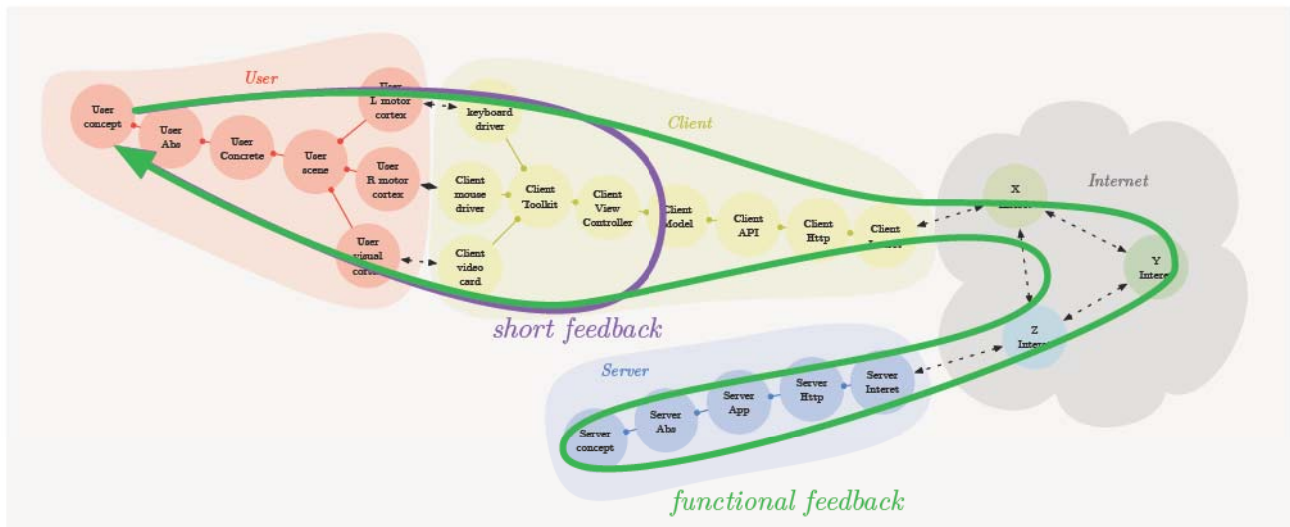 User
User
concept
User
Abs
User
Concrete
User
scene
User
L motor
cortex
User
R motor
cortex
User
visual
Client
keyboard
driver
Client
mouse
driver
Client
video
card
Client
Toolkit
Client
View
Controller
Client
Model
Client
API
Client
Http
Client
Internet
X
Y
Interet
Z
short feedback
Server
Server
concept
Server
Abs
Server
App
Server
Http
Server
Interet
functional feedback